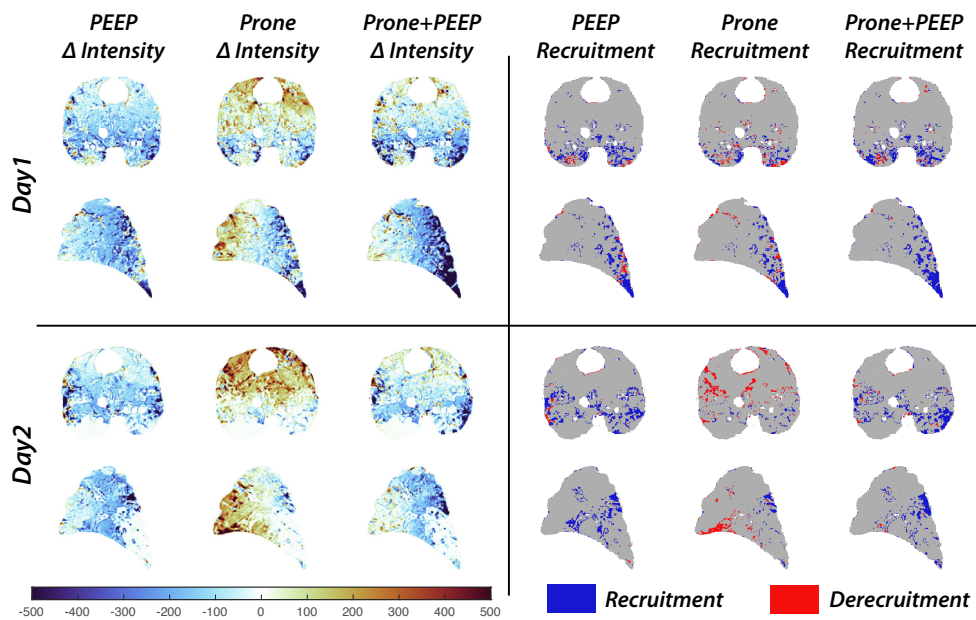 PEEP
Δ Intensity
Prone
Δ Intensity
Prone+PEEP
Δ Intensity
PEEP
Recruitment
Prone
Recruitment
Prone+PEEP
Recruitment
Day1
Day2
-500 -400 -300 -200 -100 0 100 200 300 400 500
Recruitment
Derecruitment